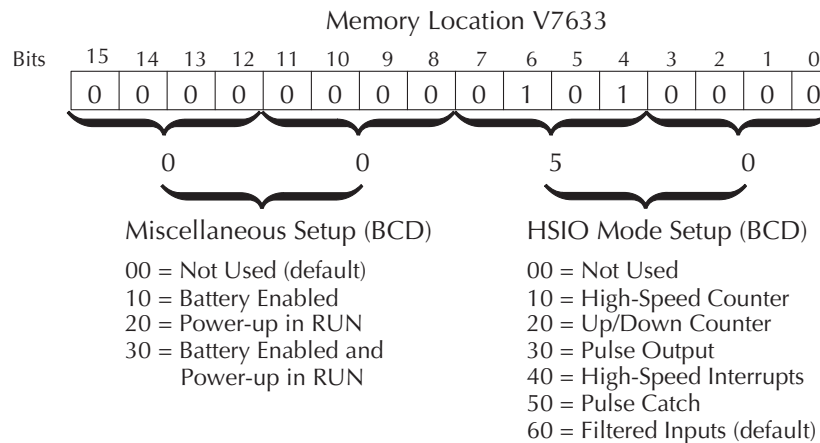 Memory Location V7633
Bits 15 14 13 12 11 10 9 8 7 6 5 4 3 2 1 0
0 0 0 0 0 0 0 0 0 1 0 1 0 0 0 0
0 0 5 0
Miscellaneous Setup (BCD)
00 = Not Used (default)
10 = Battery Enabled
20 = Power-up in RUN
30 = Battery Enabled and
Power-up in RUN
HSIO Mode Setup (BCD)
00 = Not Used
10 = High-Speed Counter
20 = Up/Down Counter
30 = Pulse Output
40 = High-Speed Interrupts
50 = Pulse Catch
60 = Filtered Inputs (default)